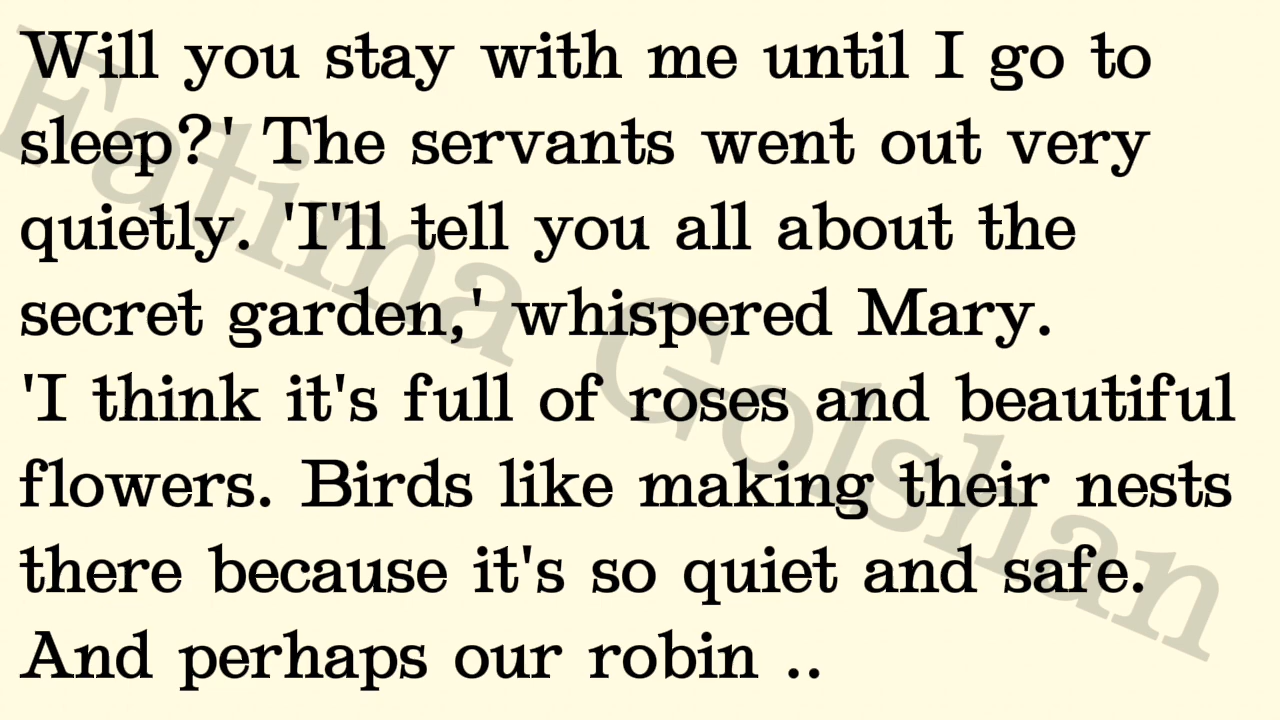 Will you stay with me until I go to
sleep?' The servants went out very
quietly. 'I'll tell you all about the
secret garden,' whispered Mary.
'I think it's full of roses and beautiful
flowers. Birds like making their nests
there because it's so quiet and safe.
And perhaps our robin ..
Fatima Golshan